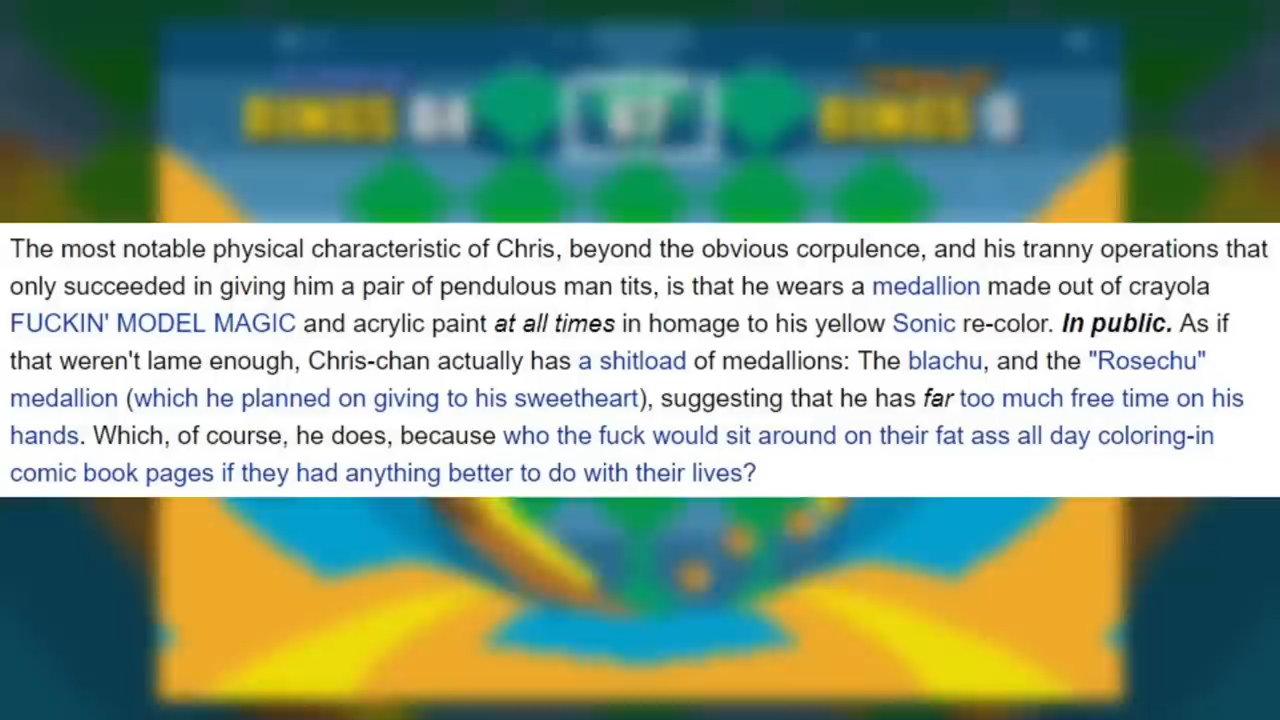 RINGS
RINGS 0
The most notable physical characteristic of Chris, beyond the obvious corpulence, and his tranny operations that
only succeeded in giving him a pair of pendulous man tits, is that he wears a medallion made out of crayola
FUCKIN' MODEL MAGIC and acrylic paint at all times in homage to his yellow Sonic re-color. In public. As if
that weren't lame enough, Chris-chan actually has a shitload of medallions: The blachu, and the "Rosechu"
medallion (which he planned on giving to his sweetheart), suggesting that he has far too much free time on his
hands. Which, of course, he does, because who the fuck would sit around on their fat ass all day coloring-in
comic book pages if they had anything better to do with their lives?